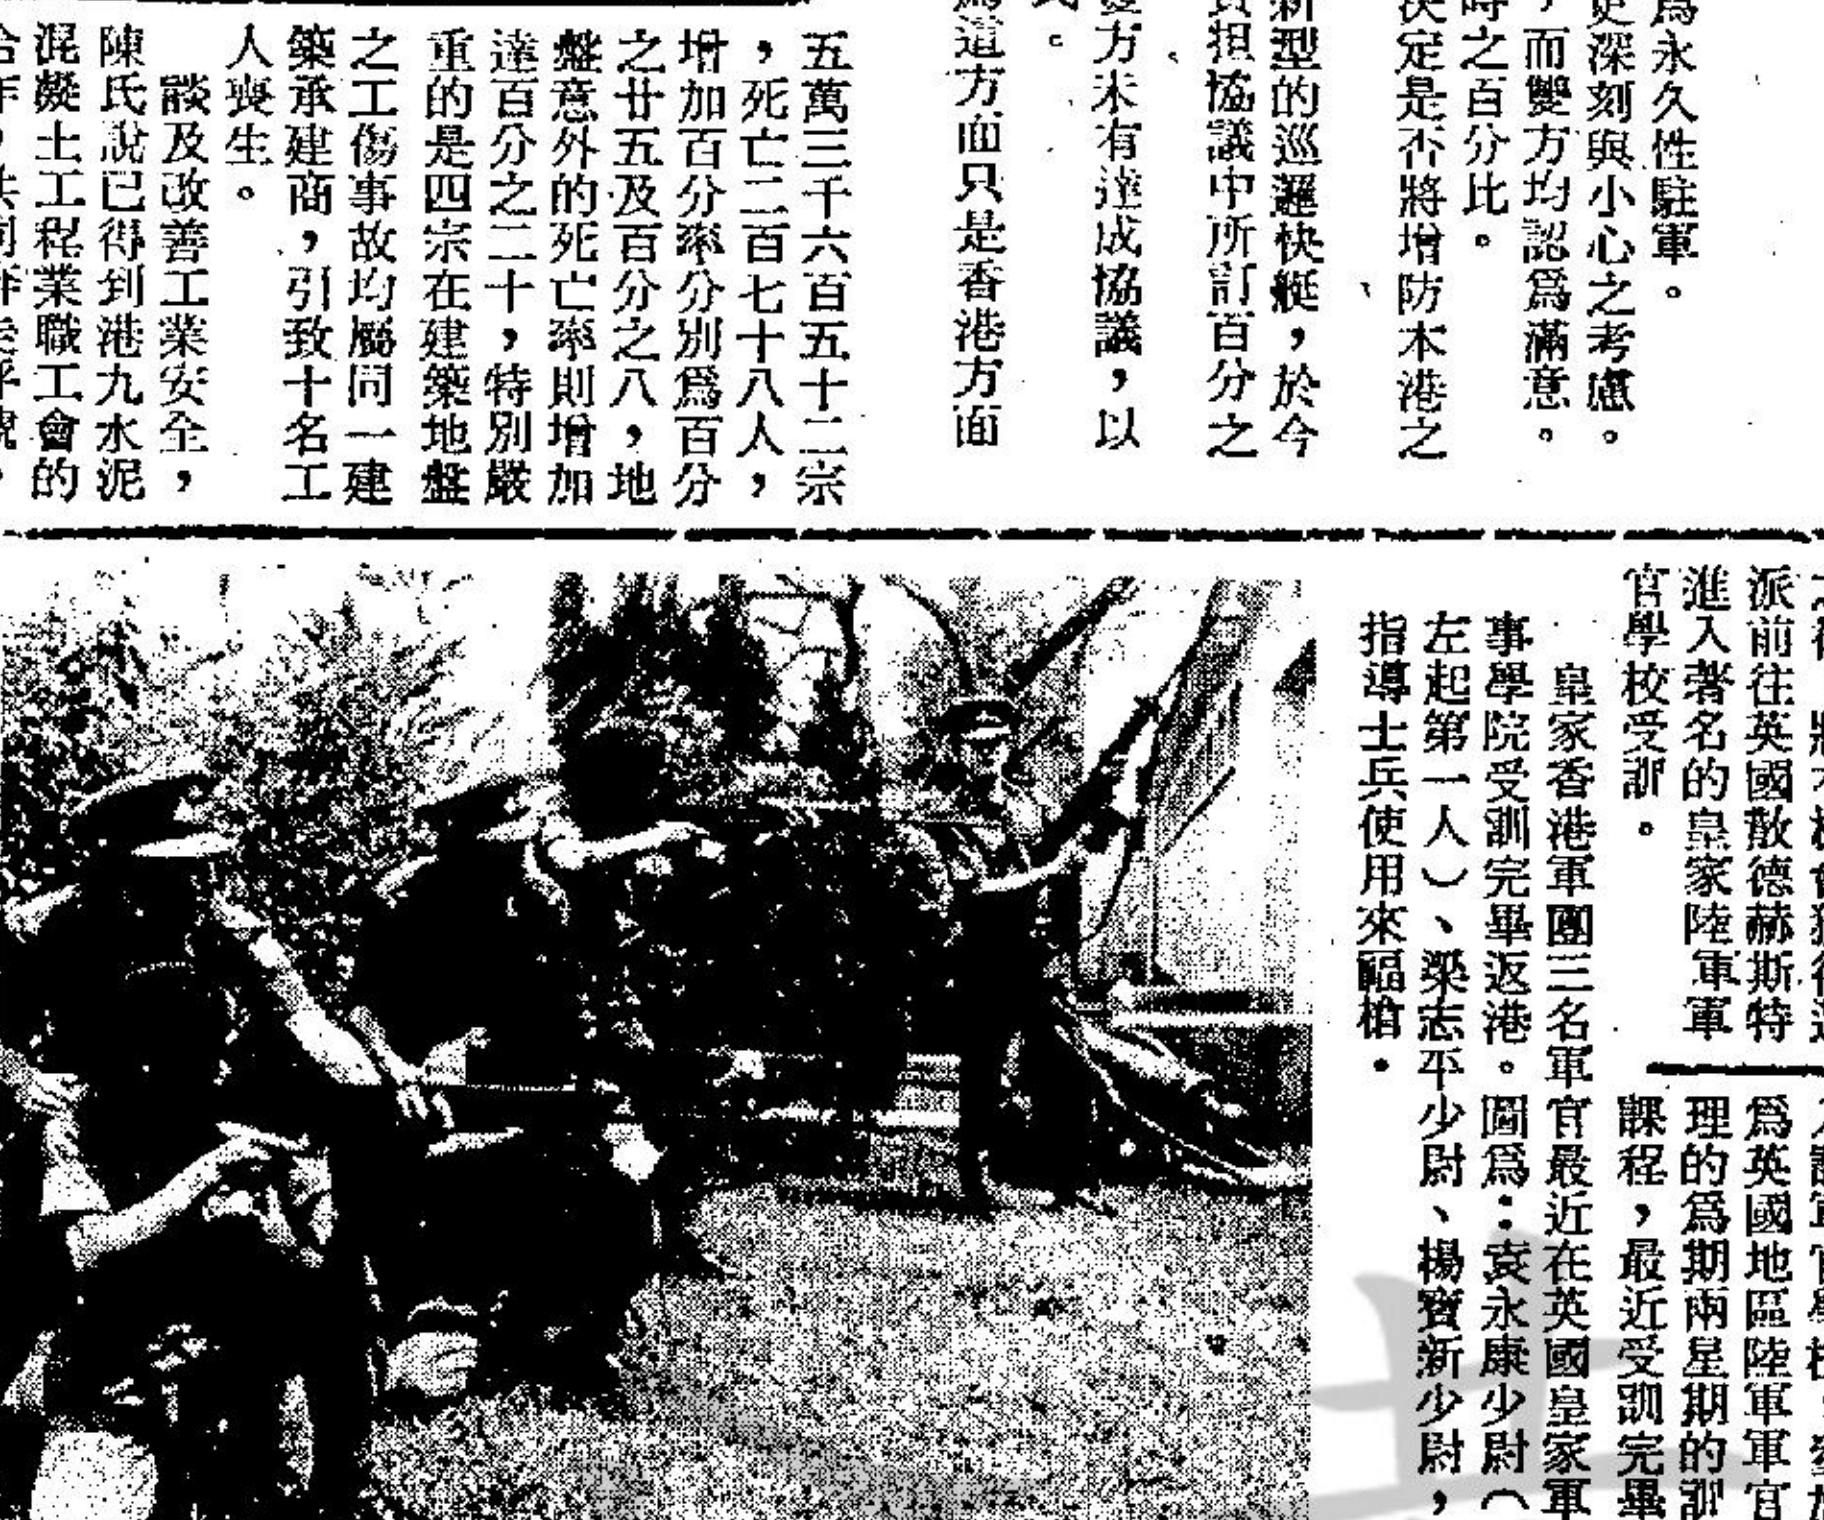 為永久性駐軍。
更深刻與小心之考慮。
，而雙方均認為滿意。
時之百分比。
決定是否將增防本港之
新型的巡邏快艇，於今
負担協議中所訂百分之
雙方未有達成協議，以
為這方面只是香港方面
五萬三千六百五十二宗
，死亡二百七十八人，
增加百分率分別為百分
之廿五及百分之八，地
盤意外的死亡率則增加
達百分之二十，特別嚴
重的是四宗在建築地盤
之工傷事故均屬同一建
築承建商，引致十名工
人喪生。
談及改善工業安全，
陳氏說已得到港九水泥
混凝土工程業職工會的
派前往英國散德赫斯特
進入著名的皇家陸軍軍
官學校受訓。
為英國地區陸軍軍官
理的為期兩星期的訓
課程，最近受訓完畢
皇家香港軍團三名軍官最近在英國皇家軍
事學院受訓完畢返港。圖為：袁永康少尉（
左起第一人）、梁志平少尉、楊寶新少尉，
指導士兵使用來福槍．